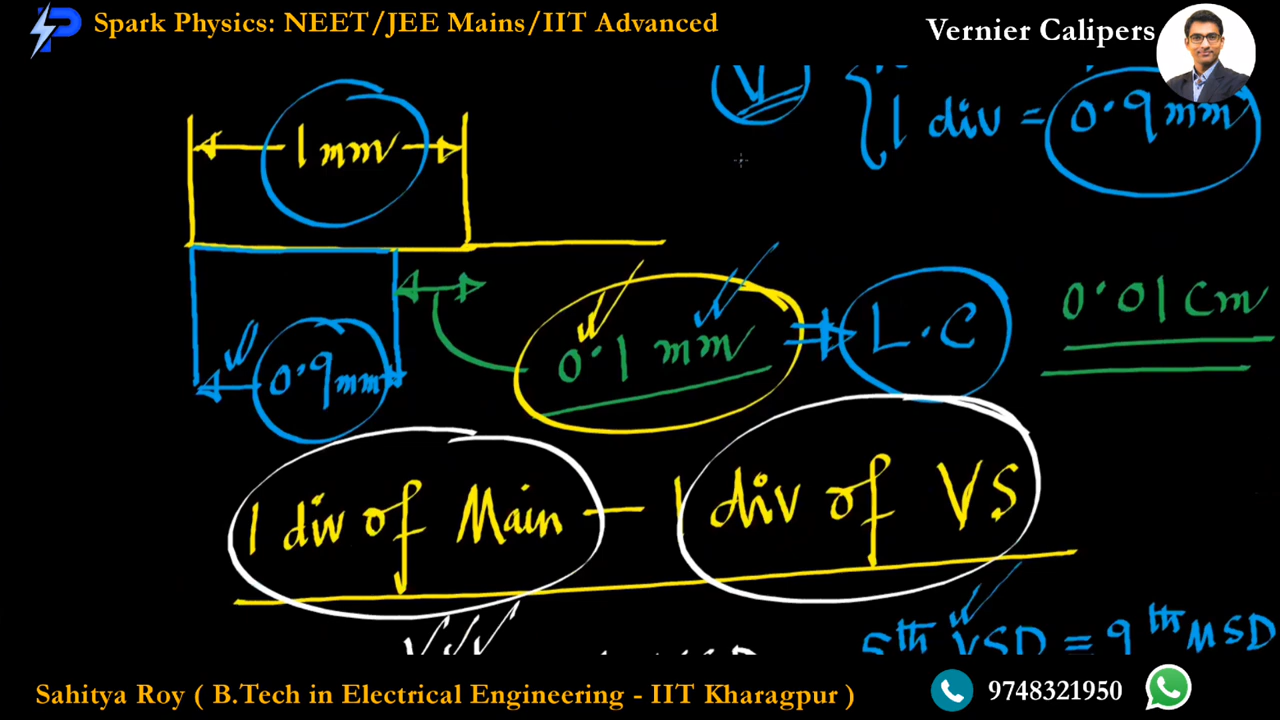 Spark Physics: NEET/JEE Mains/IIT Advanced
Vernier Calipers
1 mm
1 div = 0.9 mm
0.9 mm
0.1 mm
L.C
0.01 cm
1 div of Main - 1 div of VS
5th VSD = 9th MSD
Sahitya Roy ( B.Tech in Electrical Engineering - IIT Kharagpur )
9748321950